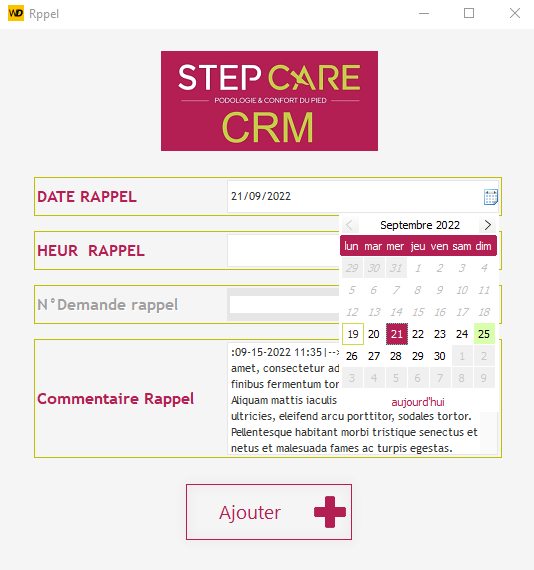 WD Rppel
STEP CARE
PODOLOGIE & CONFORT DU PIED
CRM
DATE RAPPEL
21/09/2022
Septembre 2022
lun mar mer jeu ven sam dim
29 30 31 1 2 3 4
5 6 7 8 9 10 11
12 13 14 15 16 17 18
19 20 21 22 23 24 25
26 27 28 29 30 1 2
3 4 5 6 7 8 9
aujourd'hui
HEUR RAPPEL
N°Demande rappel
Commentaire Rappel
:09-15-2022 11:35|--
amet, consectetur ad
finibus fermentum tor
Aliquam mattis iaculis
ultricies, eleifend arcu porttitor, sodales tortor.
Pellentesque habitant morbi tristique senectus et
netus et malesuada fames ac turpis egestas.
Ajouter